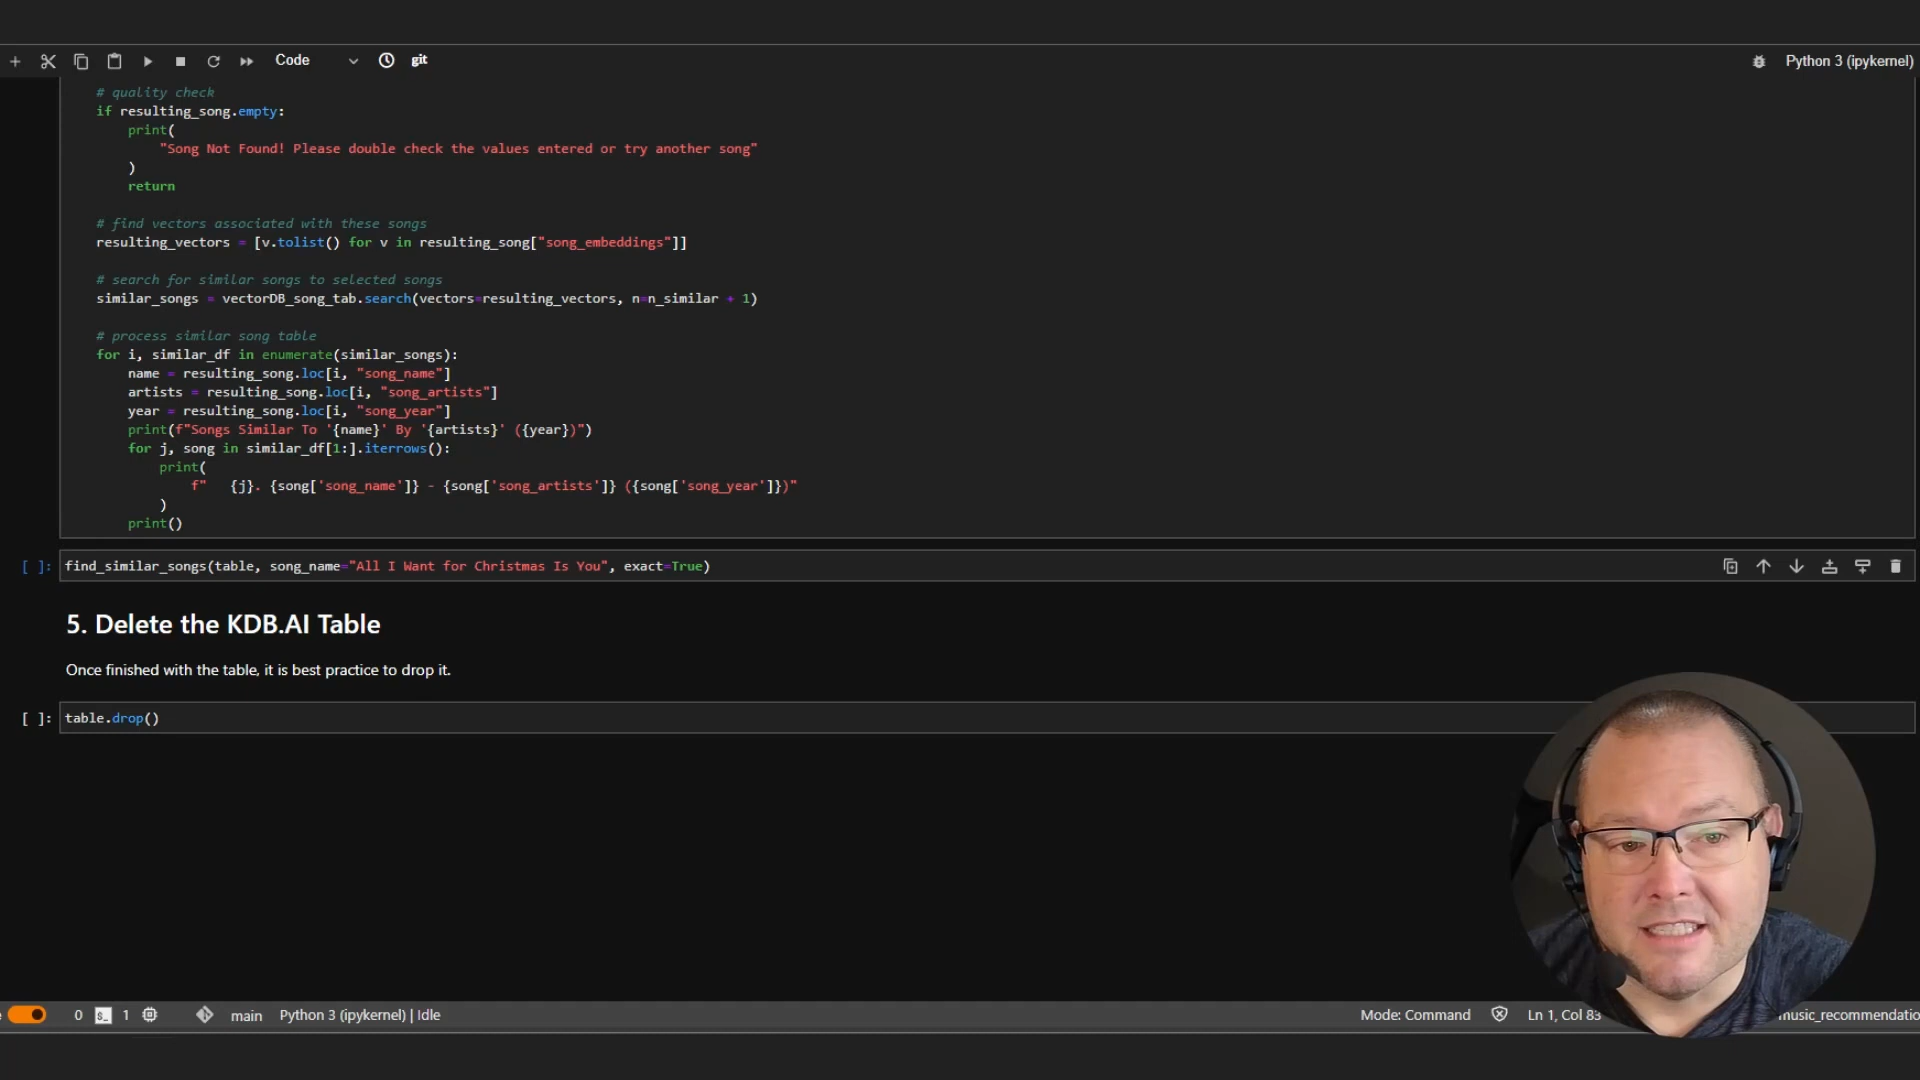 Code
git
Python 3 (ipykernel)
# quality check
if resulting_song.empty:
print(
"Song Not Found! Please double check the values entered or try another song"
)
return
# find vectors associated with these songs
resulting_vectors = [v.tolist() for v in resulting_song["song_embeddings"]]
# search for similar songs to selected songs
similar_songs = vectorDB_song_tab.search(vectors=resulting_vectors, n=n_similar + 1)
# process similar song table
for i, similar_df in enumerate(similar_songs):
name = resulting_song.loc[i, "song_name"]
artists = resulting_song.loc[i, "song_artists"]
year = resulting_song.loc[i, "song_year"]
print(f"Songs Similar To '{name}' By '{artists}' ({year})")
for j, song in similar_df[1:].iterrows():
print(
f"   {j}. {song['song_name']} - {song['song_artists']} ({song['song_year']})"
)
print()
[ ]: find_similar_songs(table, song_name="All I Want for Christmas Is You", exact=True)
5. Delete the KDB.AI Table
Once finished with the table, it is best practice to drop it.
[ ]: table.drop()
0 1 main Python 3 (ipykernel) | Idle
Mode: Command Ln 1, Col 83 music_recommendatio